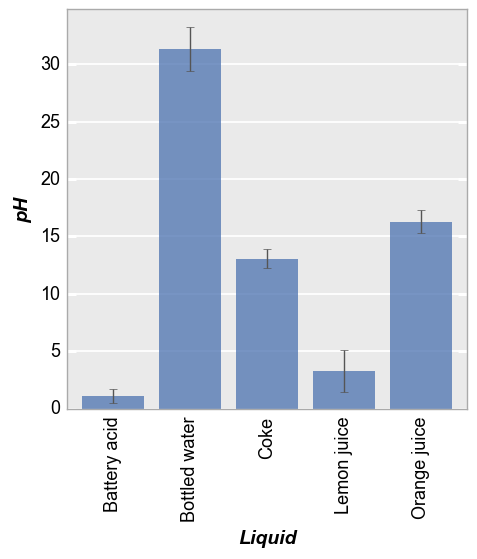 pH
30
25
20
15
10
5
0
Battery acid
Bottled water
Coke
Lemon juice
Orange juice
Liquid